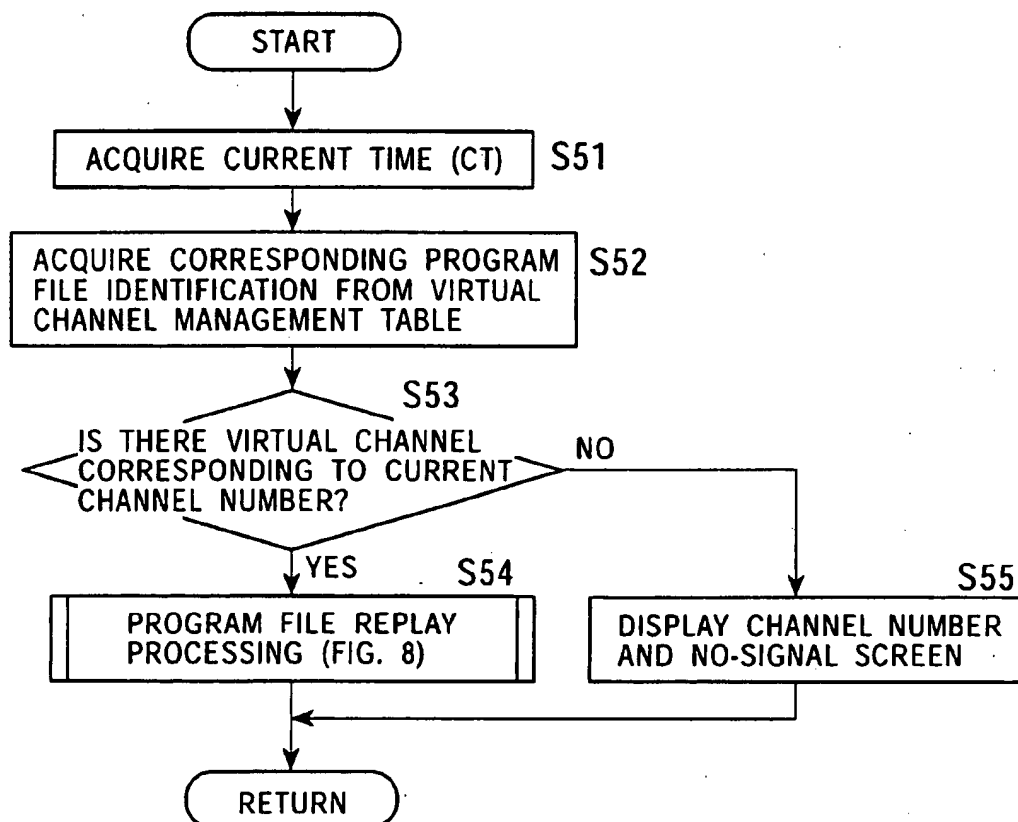 START
ACQUIRE CURRENT TIME (CT)
S51
ACQUIRE CORRESPONDING PROGRAM
FILE IDENTIFICATION FROM VIRTUAL
CHANNEL MANAGEMENT TABLE
S52
S53
IS THERE VIRTUAL CHANNEL
CORRESPONDING TO CURRENT
CHANNEL NUMBER?
NO
YES
S54
PROGRAM FILE REPLAY
PROCESSING (FIG. 8)
S55
DISPLAY CHANNEL NUMBER
AND NO-SIGNAL SCREEN
RETURN